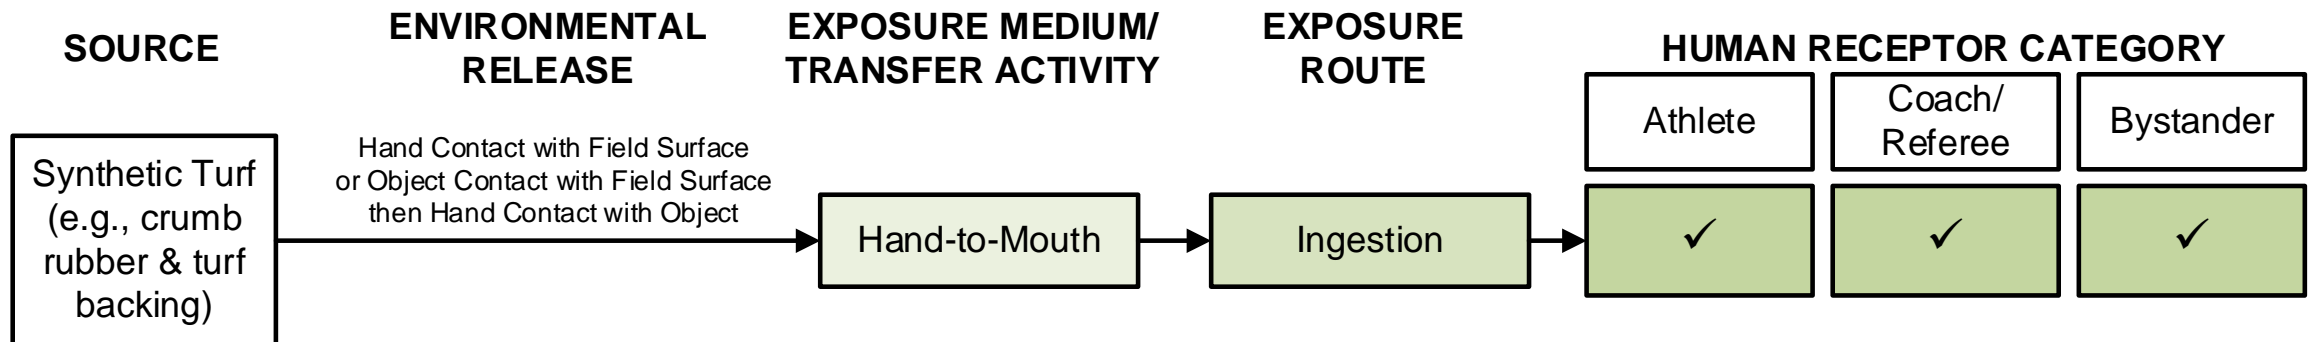 SOURCE
ENVIRONMENTAL
RELEASE
EXPOSURE MEDIUM/
TRANSFER ACTIVITY
EXPOSURE
ROUTE
HUMAN RECEPTOR CATEGORY
Athlete
Coach/
Referee
Bystander
Synthetic Turf
(e.g., crumb
rubber & turf
backing)
Hand Contact with Field Surface
or Object Contact with Field Surface
then Hand Contact with Object
Hand-to-Mouth
Ingestion
✓
✓
✓